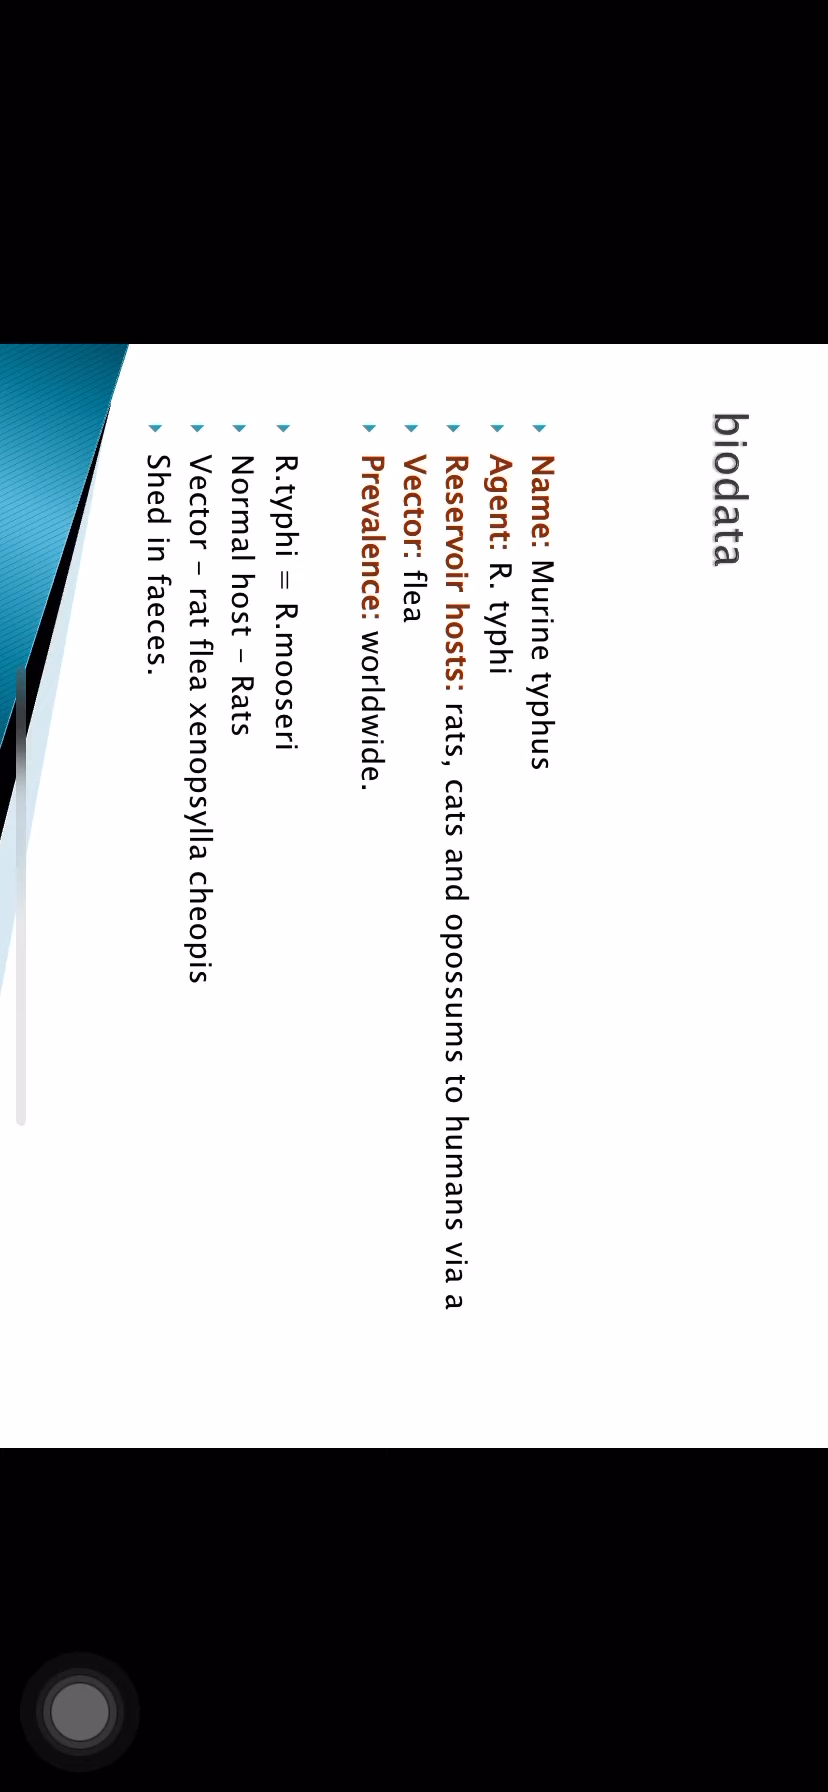 biodata
Name: Murine typhus
Agent: R. typhi
Reservoir hosts: rats, cats and opossums to humans via a
Vector: flea
Prevalence: worldwide.
R.typhi = R.mooseri
Normal host – Rats
Vector – rat flea xenopsylla cheopis
Shed in faeces.